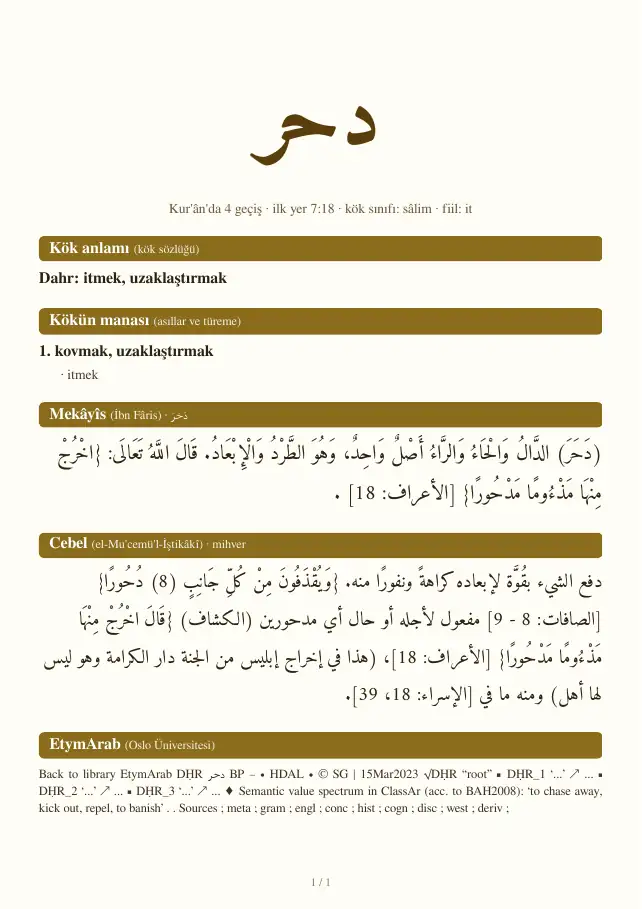 دحر
Kur'ân'da 4 geçiş · ilk yer 7:18 · kök sınıfı: sâlim · fiil: it
Kök anlamı (kök sözlüğü)
Dahr: itmek, uzaklaştırmak
Kökün manası (asıllar ve türeme)
1. kovmak, uzaklaştırmak
· itmek
Mekâyîs (İbn Fâris) · دَحَرَ
(دَحَرَ) الدَّالُ وَالْحَاءُ وَالرَّاءُ أَصْلٌ وَاحِدٌ، وَهُوَ الطَّرْدُ وَالْإِبْعَادُ. قَالَ اللَّهُ تَعَالَى: {اخْرُجْ
مِنْهَا مَذْءُومًا مَدْحُورًا} [الأعراف: 18] .
Cebel (el-Mu'cemü'l-İştikâkî) · mihver
دفع الشيء بقُوَّة لإبعاده كراهةً ونفورًا منه. {وَيُقْذَفُونَ مِنْ كُلِّ جَانِبٍ (8) دُحُورًا}
[الصافات: 8 - 9] مفعول لأجله أو حال أي مدحورين (الكشاف) {قَالَ اخْرُجْ مِنْهَا
مَذْءُومًا مَدْحُورًا} [الأعراف: 18]، (هذا في إخراج إبليس من الجنة دار الكرامة وهو ليس
لها أهل) ومنه ما في [الإسراء: 18، 39].
EtymArab (Oslo Üniversitesi)
Back to library EtymArab DḤR دحر BP – • HDAL • © SG | 15Mar2023 √DḤR “root” ▪ DḤR_1 ‘...’ ↗ ... ▪
DḤR_2 ‘...’ ↗ ... ▪ DḤR_3 ‘...’ ↗ ... ♦ Semantic value spectrum in ClassAr (acc. to BAH2008): ‘to chase away,
kick out, repel, to banish’ . . Sources ; meta ; gram ; engl ; conc ; hist ; cogn ; disc ; west ; deriv ;
1 / 1